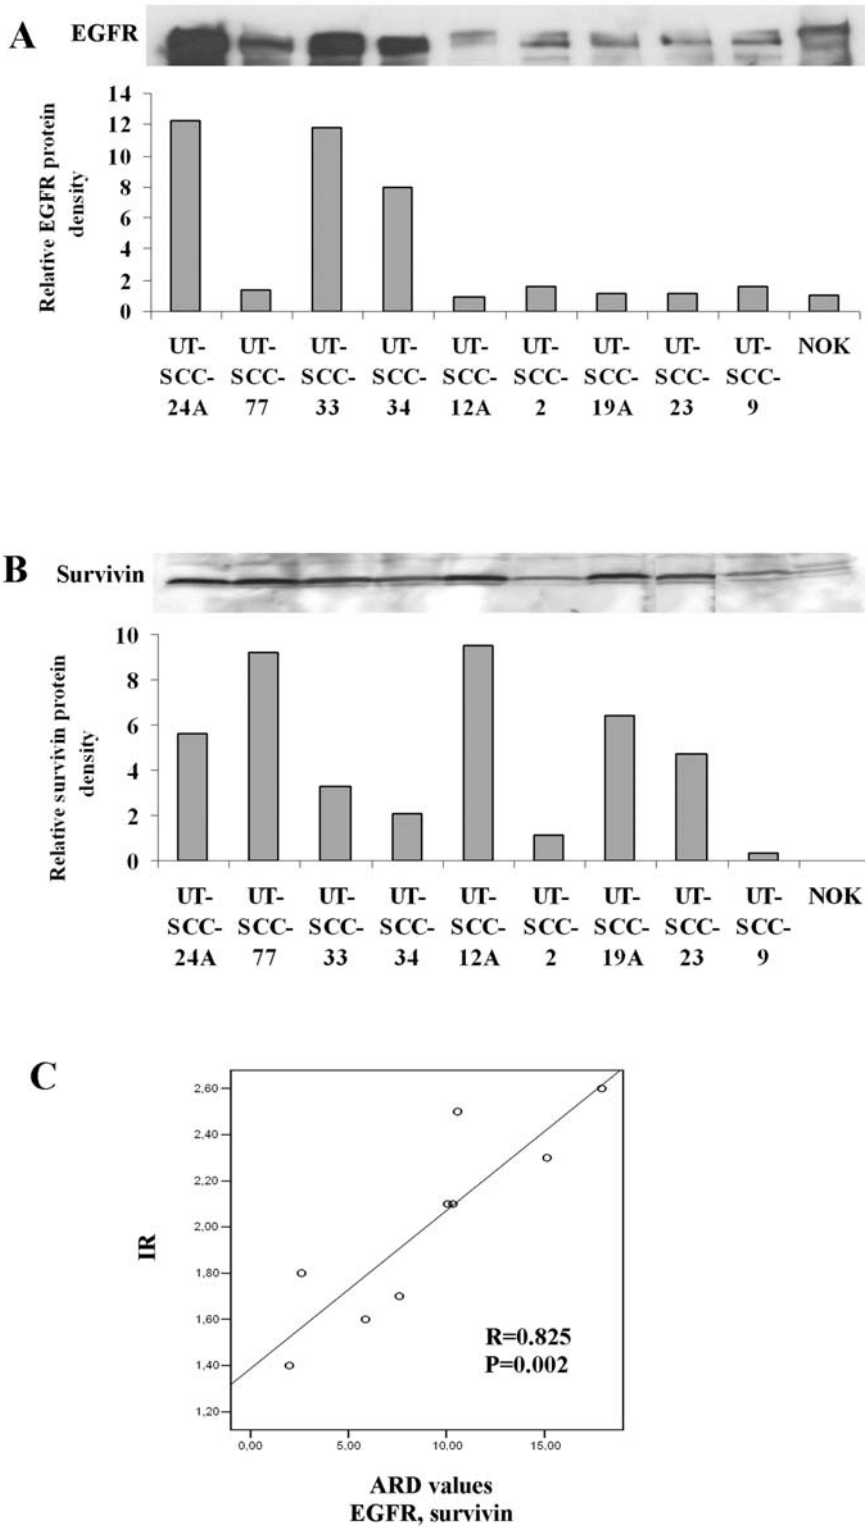 A EGFR
Relative EGFR protein
density
14
12
10
8
6
4
2
0
UT- UT- UT- UT- UT- UT- UT- UT- UT- NOK
SCC- SCC- SCC- SCC- SCC- SCC- SCC- SCC- SCC-
24A 77 33 34 12A 2 19A 23 9
B Survivin
Relative survivin protein
density
10
8
6
4
2
0
UT- UT- UT- UT- UT- UT- UT- UT- UT- NOK
SCC- SCC- SCC- SCC- SCC- SCC- SCC- SCC- SCC-
24A 77 33 34 12A 2 19A 23 9
C
IR
2,60
2,40
2,20
2,00
1,80
1,60
1,40
1,20
R=0.825
P=0.002
0,00 5,00 10,00 15,00
ARD values
EGFR, survivin